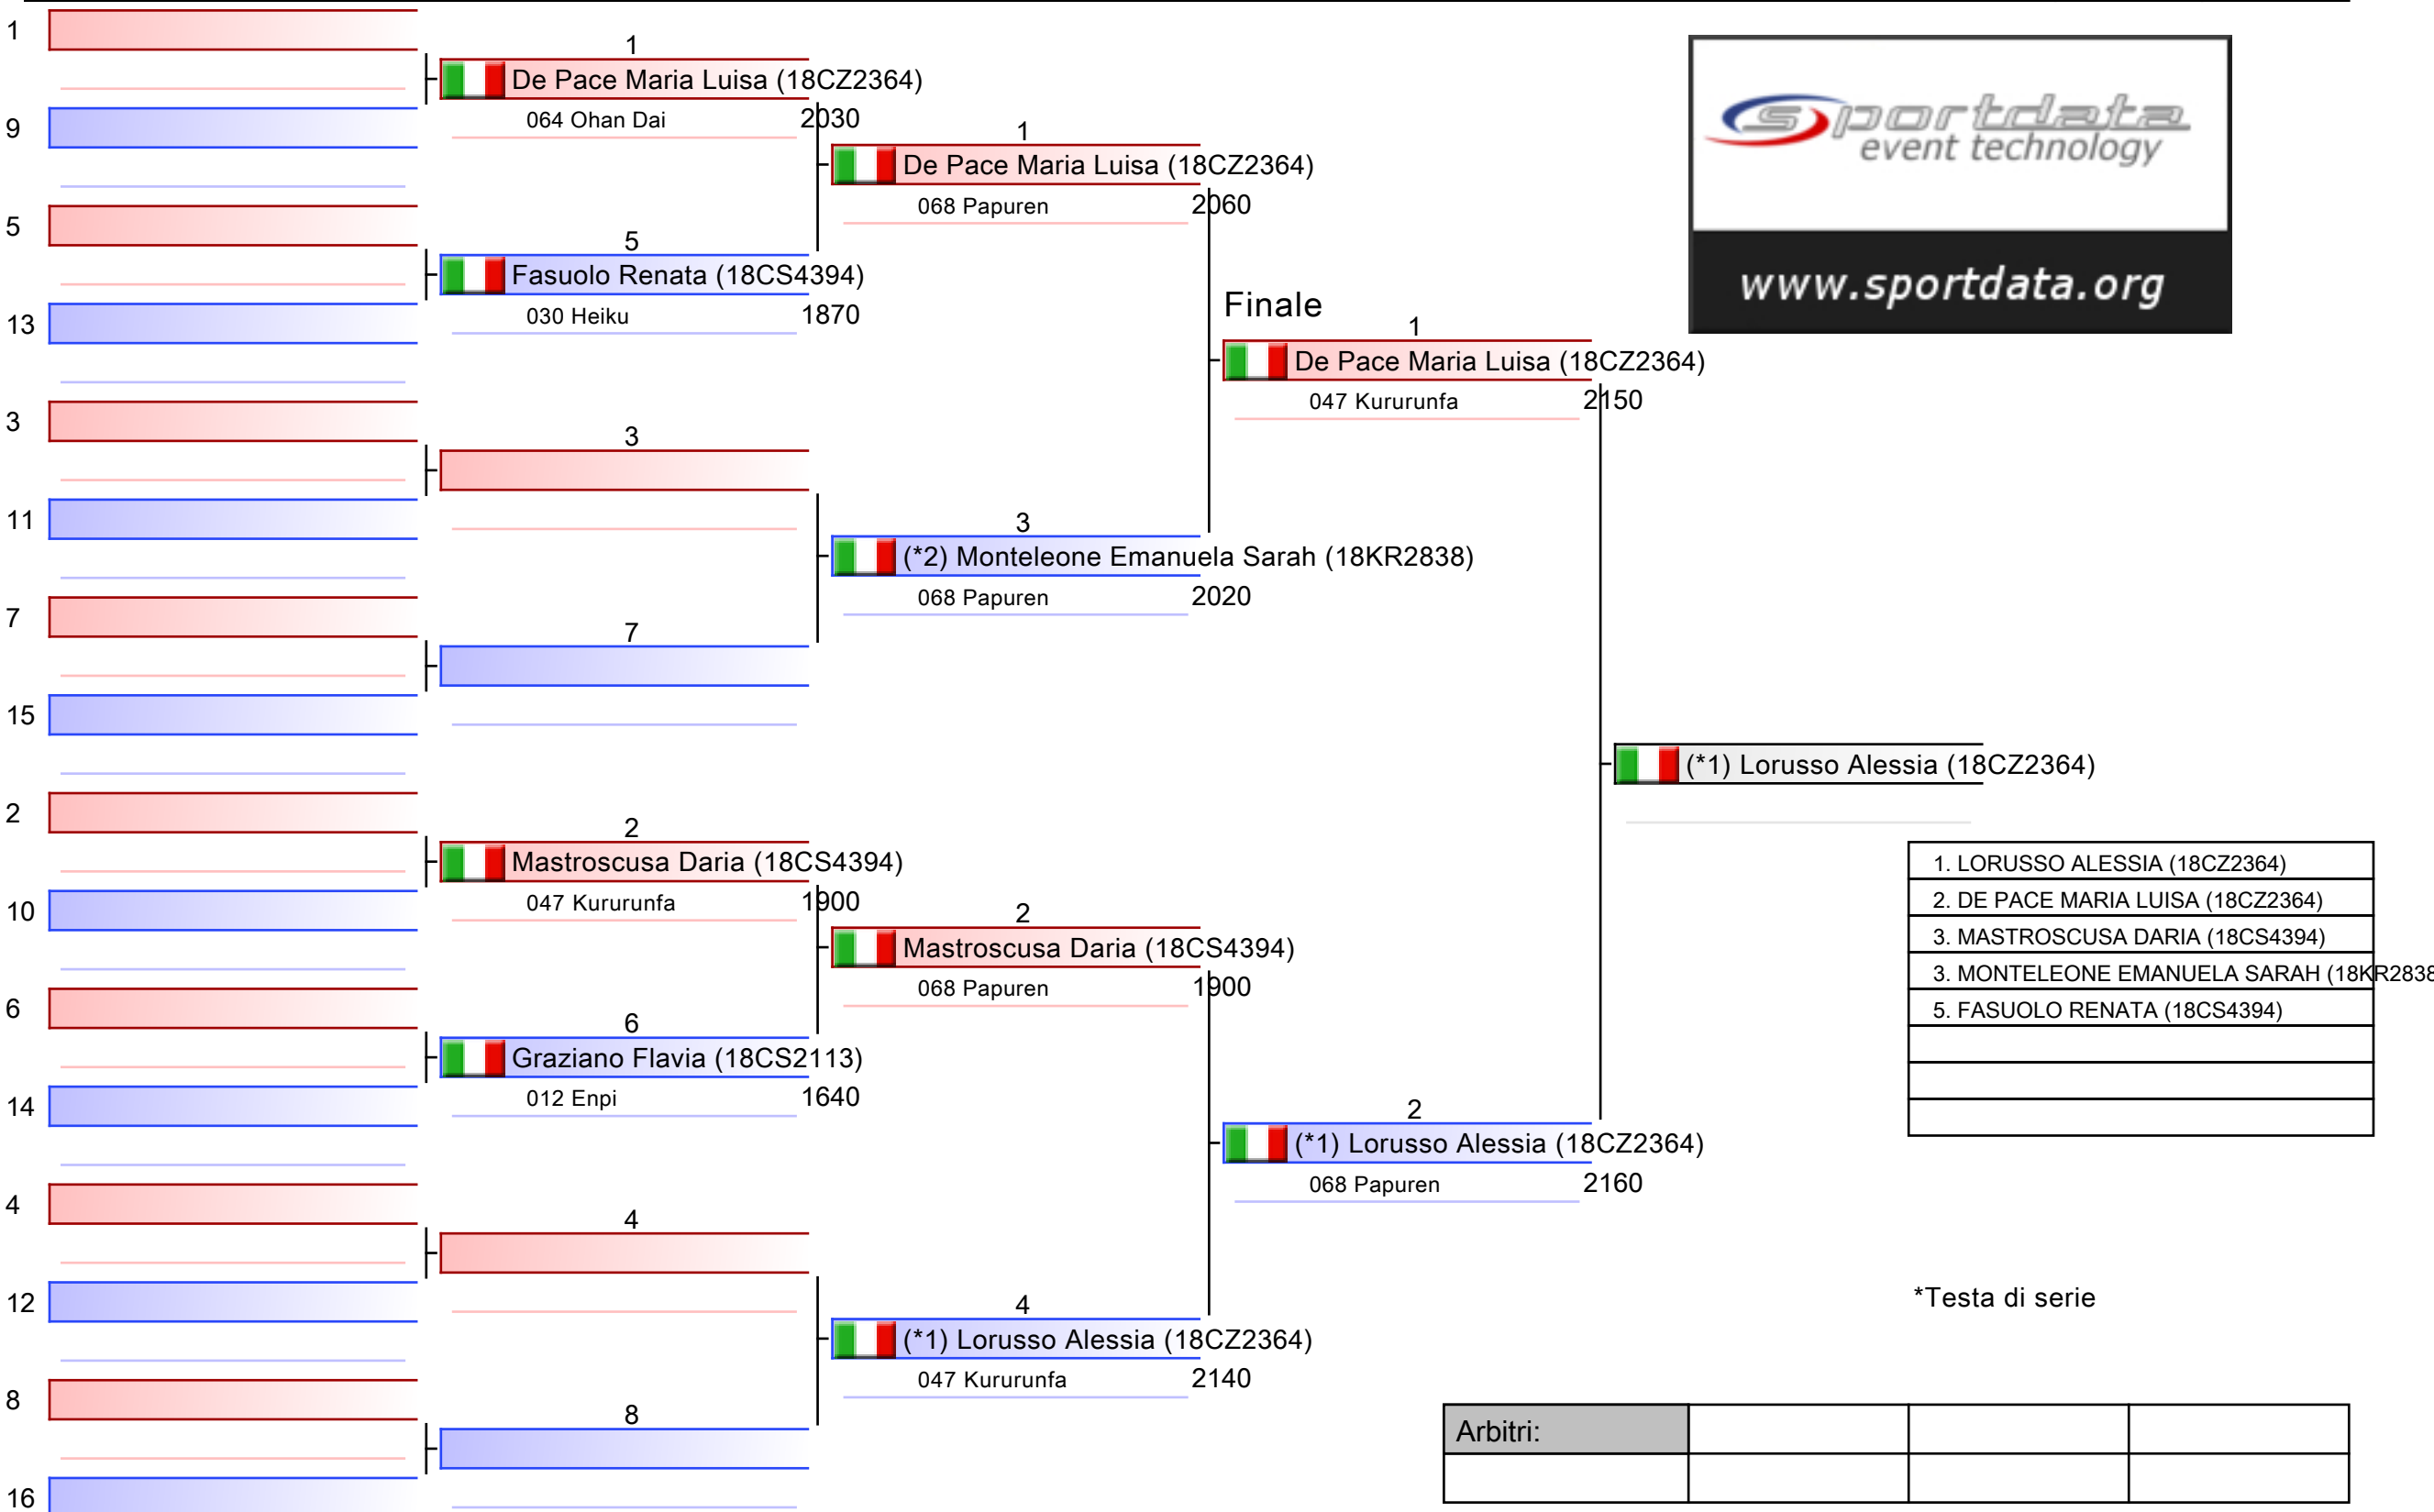 1
9
5
13
3
11
7
15
2
10
6
14
4
12
8
16
1
De Pace Maria Luisa (18CZ2364)
064 Ohan Dai 2030
5
Fasuolo Renata (18CS4394)
030 Heiku 1870
3
7
2
Mastroscusa Daria (18CS4394)
047 Kururunfa 1900
6
Graziano Flavia (18CS2113)
012 Enpi 1640
4
8
1
De Pace Maria Luisa (18CZ2364)
068 Papuren 2060
3
(*2) Monteleone Emanuela Sarah (18KR2838)
068 Papuren 2020
2
Mastroscusa Daria (18CS4394)
068 Papuren 1900
4
(*1) Lorusso Alessia (18CZ2364)
047 Kururunfa 2140
Finale
1
De Pace Maria Luisa (18CZ2364)
047 Kururunfa 2150
2
(*1) Lorusso Alessia (18CZ2364)
068 Papuren 2160
(*1) Lorusso Alessia (18CZ2364)
sportdata
event technology
www.sportdata.org
1. LORUSSO ALESSIA (18CZ2364)
2. DE PACE MARIA LUISA (18CZ2364)
3. MASTROSCUSA DARIA (18CS4394)
3. MONTELEONE EMANUELA SARAH (18KR2838
5. FASUOLO RENATA (18CS4394)
*Testa di serie
Arbitri: